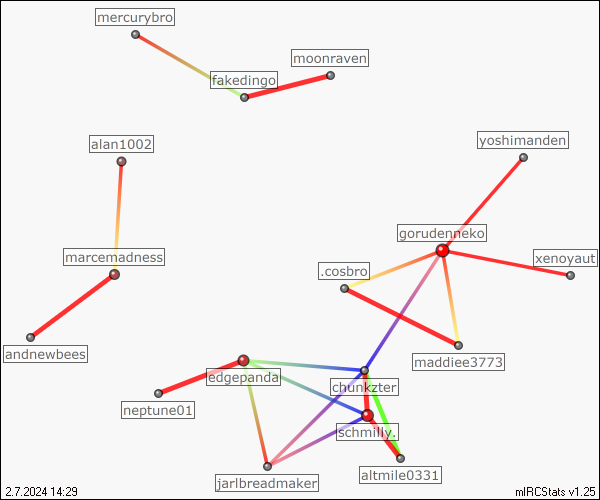 mercurybro
moonraven
fakedingo
yoshimanden
alan1002
gorudenneko
marcemadness
xenoyaut
.cosbro
andnewbees
maddiee3773
edgepanda
chunkzter
neptune01
schmilly.
altmile0331
jarlbreadmaker
2.7.2024 14:29
mIRCStats v1.25